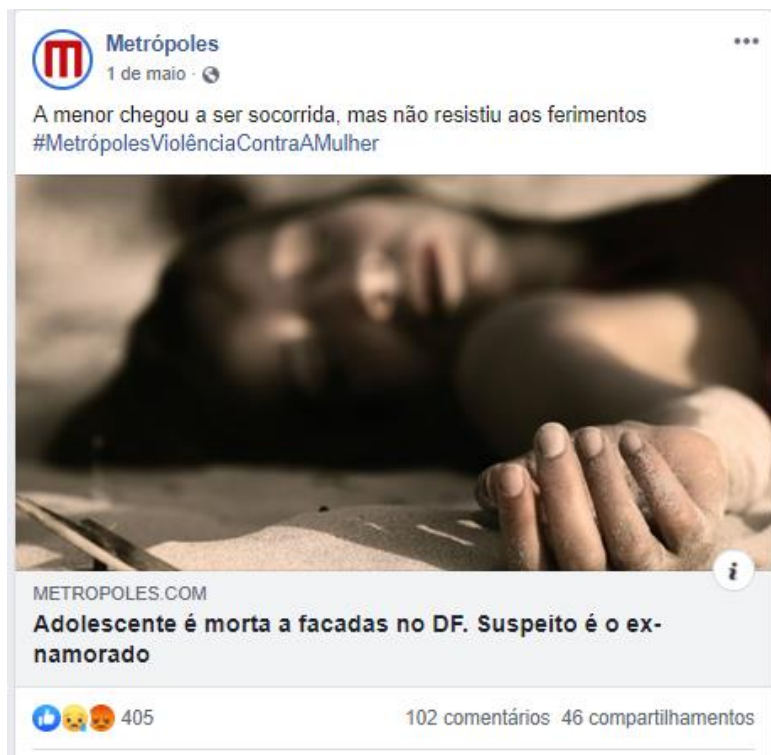 Metrópoles
1 de maio ·
A menor chegou a ser socorrida, mas não resistiu aos ferimentos
#MetrópolesViolênciaContraAMulher
METROPOLES.COM
Adolescente é morta a facadas no DF. Suspeito é o ex-
namorado
405 102 comentários 46 compartilhamentos